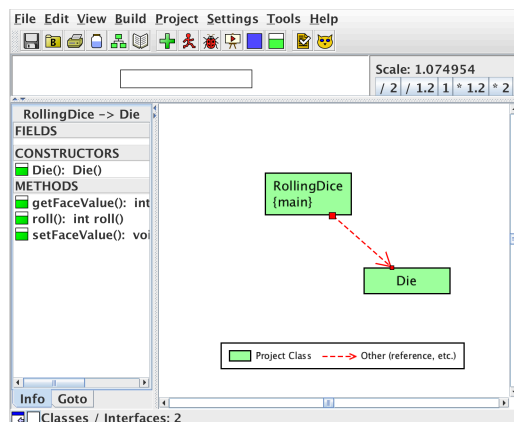 File Edit View Build Project Settings Tools Help
B
Scale: 1.074954
/ 2 / 1.2 1 * 1.2 * 2
RollingDice -> Die
FIELDS
CONSTRUCTORS
Die(): Die()
METHODS
getFaceValue(): int
roll(): int roll()
setFaceValue(): voi
RollingDice
{main}
Die
Project Class
Other (reference, etc.)
Info Goto
Classes / Interfaces: 2